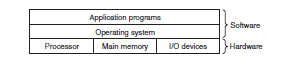 Application programs
Software
Operating system
Processor Main memory I/O devices Hardware